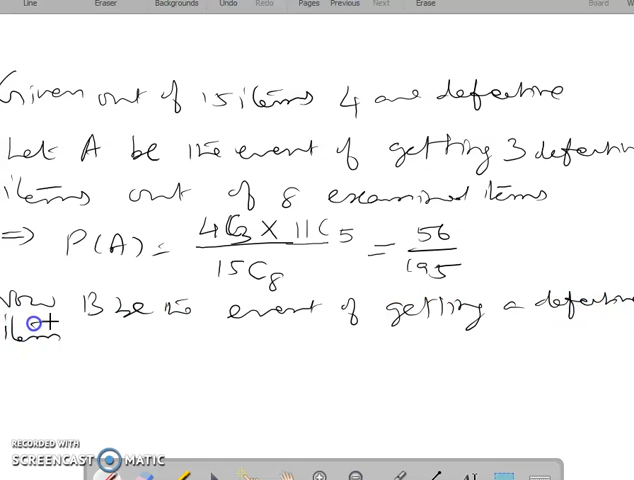 Line Eraser Backgrounds Undo Redo Pages Previous Next Erase Board
Given out of 15 items 4 are defective
Let A be the event of getting 3 defective
items out of 8 examined items
=> P(A) = 4C3 X 11C5 / 15C8 = 56/195
Now B be the event of getting a defective
item
RECORDED WITH
SCREENCAST MATIC